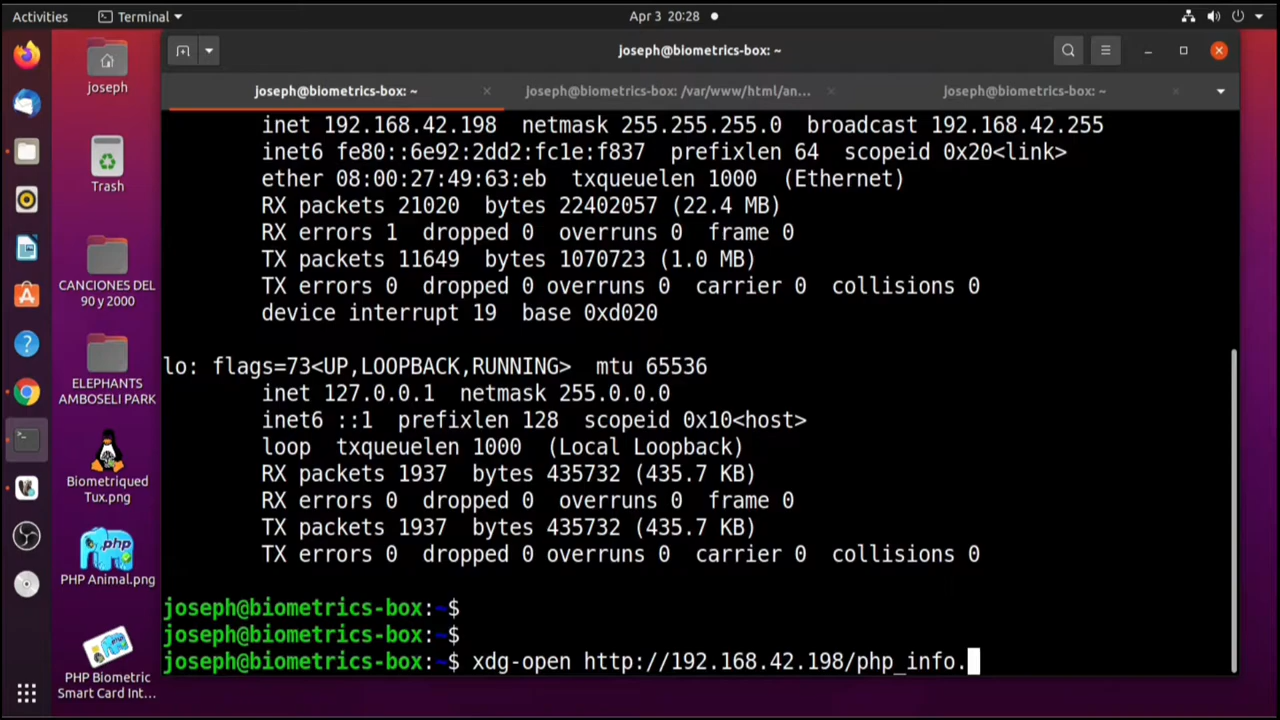 Activities
Terminal
Apr 3 20:28
joseph@biometrics-box: ~
joseph@biometrics-box: ~
joseph@biometrics-box: /var/www/html/an...
joseph@biometrics-box: ~
joseph
Trash
CANCIONES DEL
90 y 2000
ELEPHANTS
AMBOSELI PARK
Biometriqued
Tux.png
php
PHP Animal.png
PHP Biometric
Smart Card Int...
inet 192.168.42.198 netmask 255.255.255.0 broadcast 192.168.42.255
inet6 fe80::6e92:2dd2:fc1e:f837 prefixlen 64 scopeid 0x20<link>
ether 08:00:27:49:63:eb txqueuelen 1000 (Ethernet)
RX packets 21020 bytes 22402057 (22.4 MB)
RX errors 1 dropped 0 overruns 0 frame 0
TX packets 11649 bytes 1070723 (1.0 MB)
TX errors 0 dropped 0 overruns 0 carrier 0 collisions 0
device interrupt 19 base 0xd020
lo: flags=73<UP,LOOPBACK,RUNNING> mtu 65536
inet 127.0.0.1 netmask 255.0.0.0
inet6 ::1 prefixlen 128 scopeid 0x10<host>
loop txqueuelen 1000 (Local Loopback)
RX packets 1937 bytes 435732 (435.7 KB)
RX errors 0 dropped 0 overruns 0 frame 0
TX packets 1937 bytes 435732 (435.7 KB)
TX errors 0 dropped 0 overruns 0 carrier 0 collisions 0
joseph@biometrics-box:~$
joseph@biometrics-box:~$
joseph@biometrics-box:~$ xdg-open http://192.168.42.198/php_info.